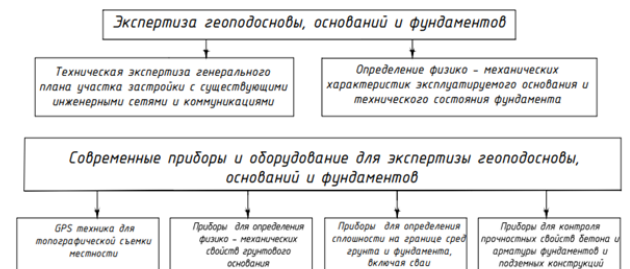 Экспертиза геоподосновы, оснований и фундаментов
Техническая экспертиза генерального
плана участка застройки с существующими
инженерными сетями и коммуникациями
Определение физико - механических
характеристик эксплуатируемого основания и
технического состояния фундамента
Современные приборы и оборудование для экспертизы геоподосновы,
оснований и фундаментов
GPS техника для
топографической съемки
местности
Приборы для определения
физико - механических
свойств грунтового
основания
Приборы для определения
сплошности на границе сред
грунта и фундамента,
включая сваи
Приборы для контроля
прочностных свойств бетона и
арматуры фундаментов и
подземных конструкций